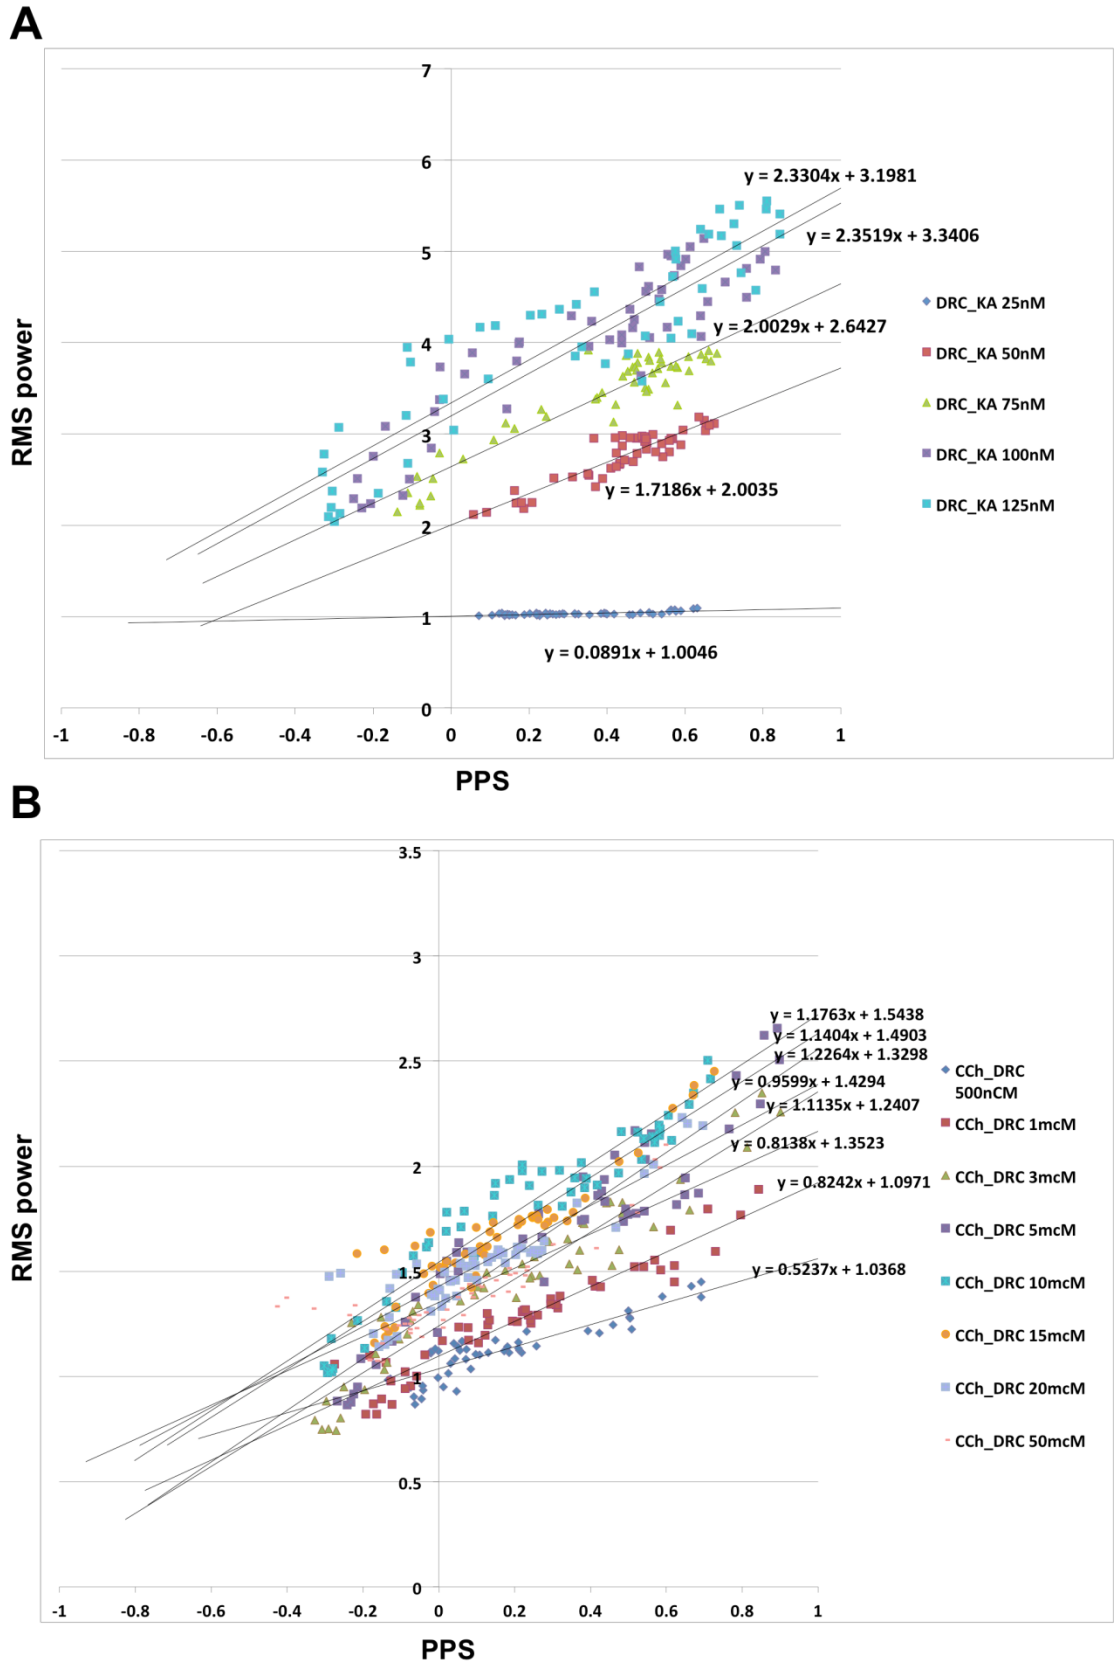 A
7
6
5
4
3
2
1
0
RMS power
y = 2.3304x + 3.1981
y = 2.3519x + 3.3406
y = 2.0029x + 2.6427
y = 1.7186x + 2.0035
y = 0.0891x + 1.0046
DRC_KA 25nM
DRC_KA 50nM
DRC_KA 75nM
DRC_KA 100nM
DRC_KA 125nM
-1 -0.8 -0.6 -0.4 -0.2 0 0.2 0.4 0.6 0.8 1
PPS
B
3.5
3
2.5
2
1.5
1
0.5
0
RMS power
y = 1.1763x + 1.5438
y = 1.1404x + 1.4903
y = 1.2264x + 1.3298
y = 0.9599x + 1.4294
y = 1.1135x + 1.2407
y = 0.8138x + 1.3523
y = 0.8242x + 1.0971
y = 0.5237x + 1.0368
CCh_DRC
500nCM
CCh_DRC 1mcM
CCh_DRC 3mcM
CCh_DRC 5mcM
CCh_DRC 10mcM
CCh_DRC 15mcM
CCh_DRC 20mcM
CCh_DRC 50mcM
-1 -0.8 -0.6 -0.4 -0.2 0 0.2 0.4 0.6 0.8 1
PPS